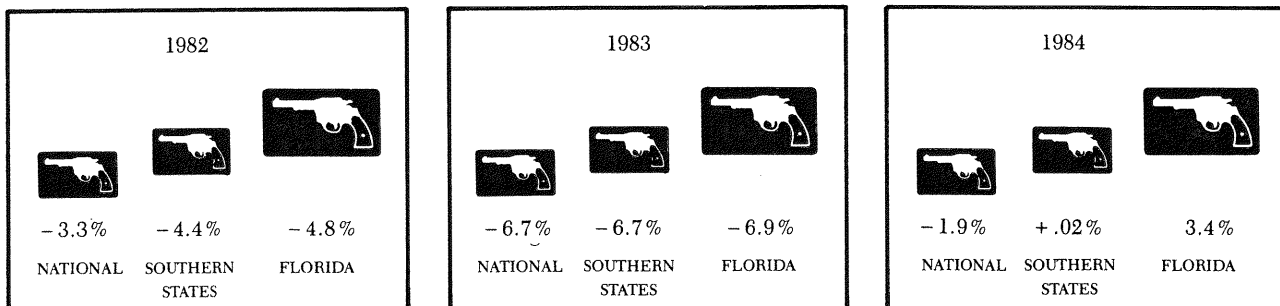 1982
−3.3% −4.4% −4.8%
NATIONAL SOUTHERN STATES FLORIDA
1983
−6.7% −6.7% −6.9%
NATIONAL SOUTHERN STATES FLORIDA
1984
−1.9% +.02% 3.4%
NATIONAL SOUTHERN STATES FLORIDA